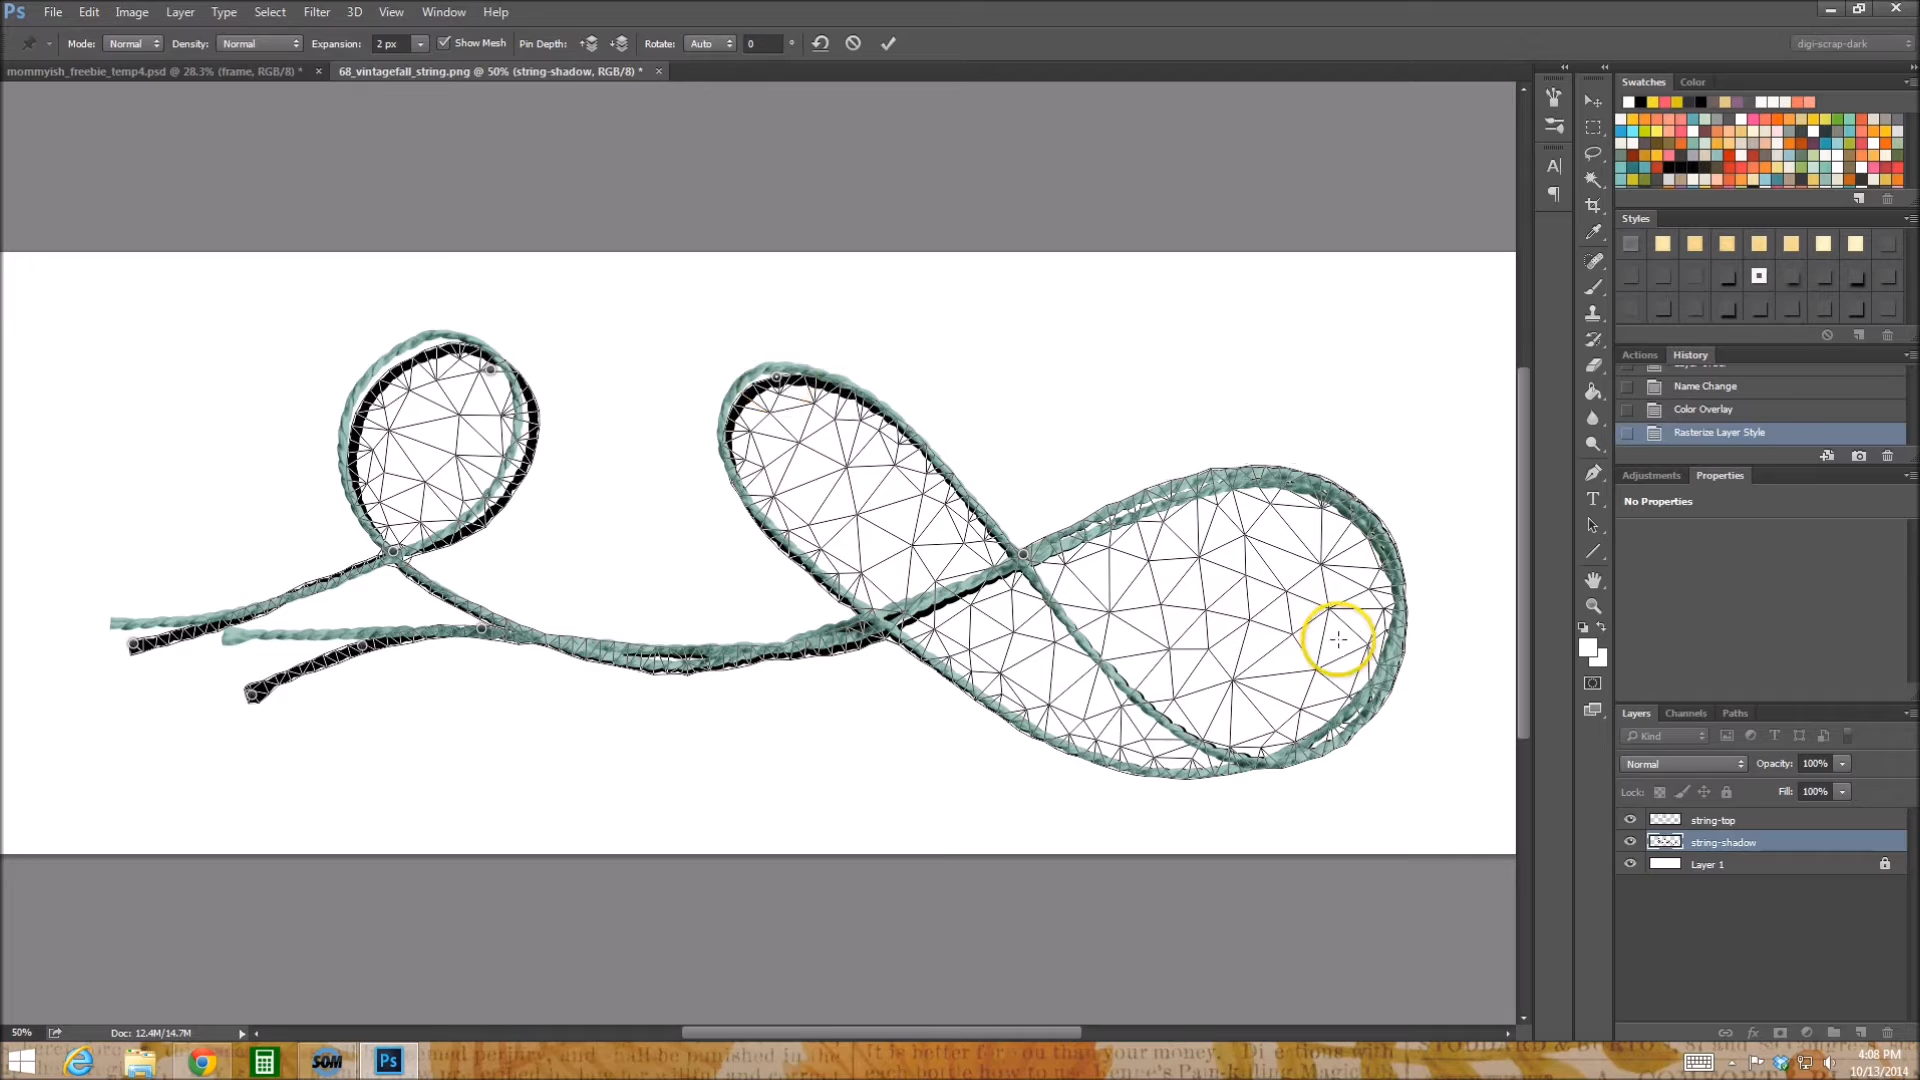 Ps File Edit Image Layer Type Select Filter 3D View Window Help
Mode: Normal Density: Normal Expansion: 2 px Show Mesh Pin Depth: Rotate: Auto 0 ° digi-scrap-dark
mommyish_freebie_temp4.psd @ 28.3% (frame, RGB/8) * × 68_vintagefall_string.png @ 50% (string-shadow, RGB/8) * ×
Swatches Color
Styles
Actions History
Name Change
Color Overlay
Rasterize Layer Style
Adjustments Properties
No Properties
Layers Channels Paths
Kind
Normal Opacity: 100%
Lock: Fill: 100%
string-top
string-shadow
Layer 1
50% Doc: 12.4M/14.7M
SOM Ps
4:08 PM
10/13/2014